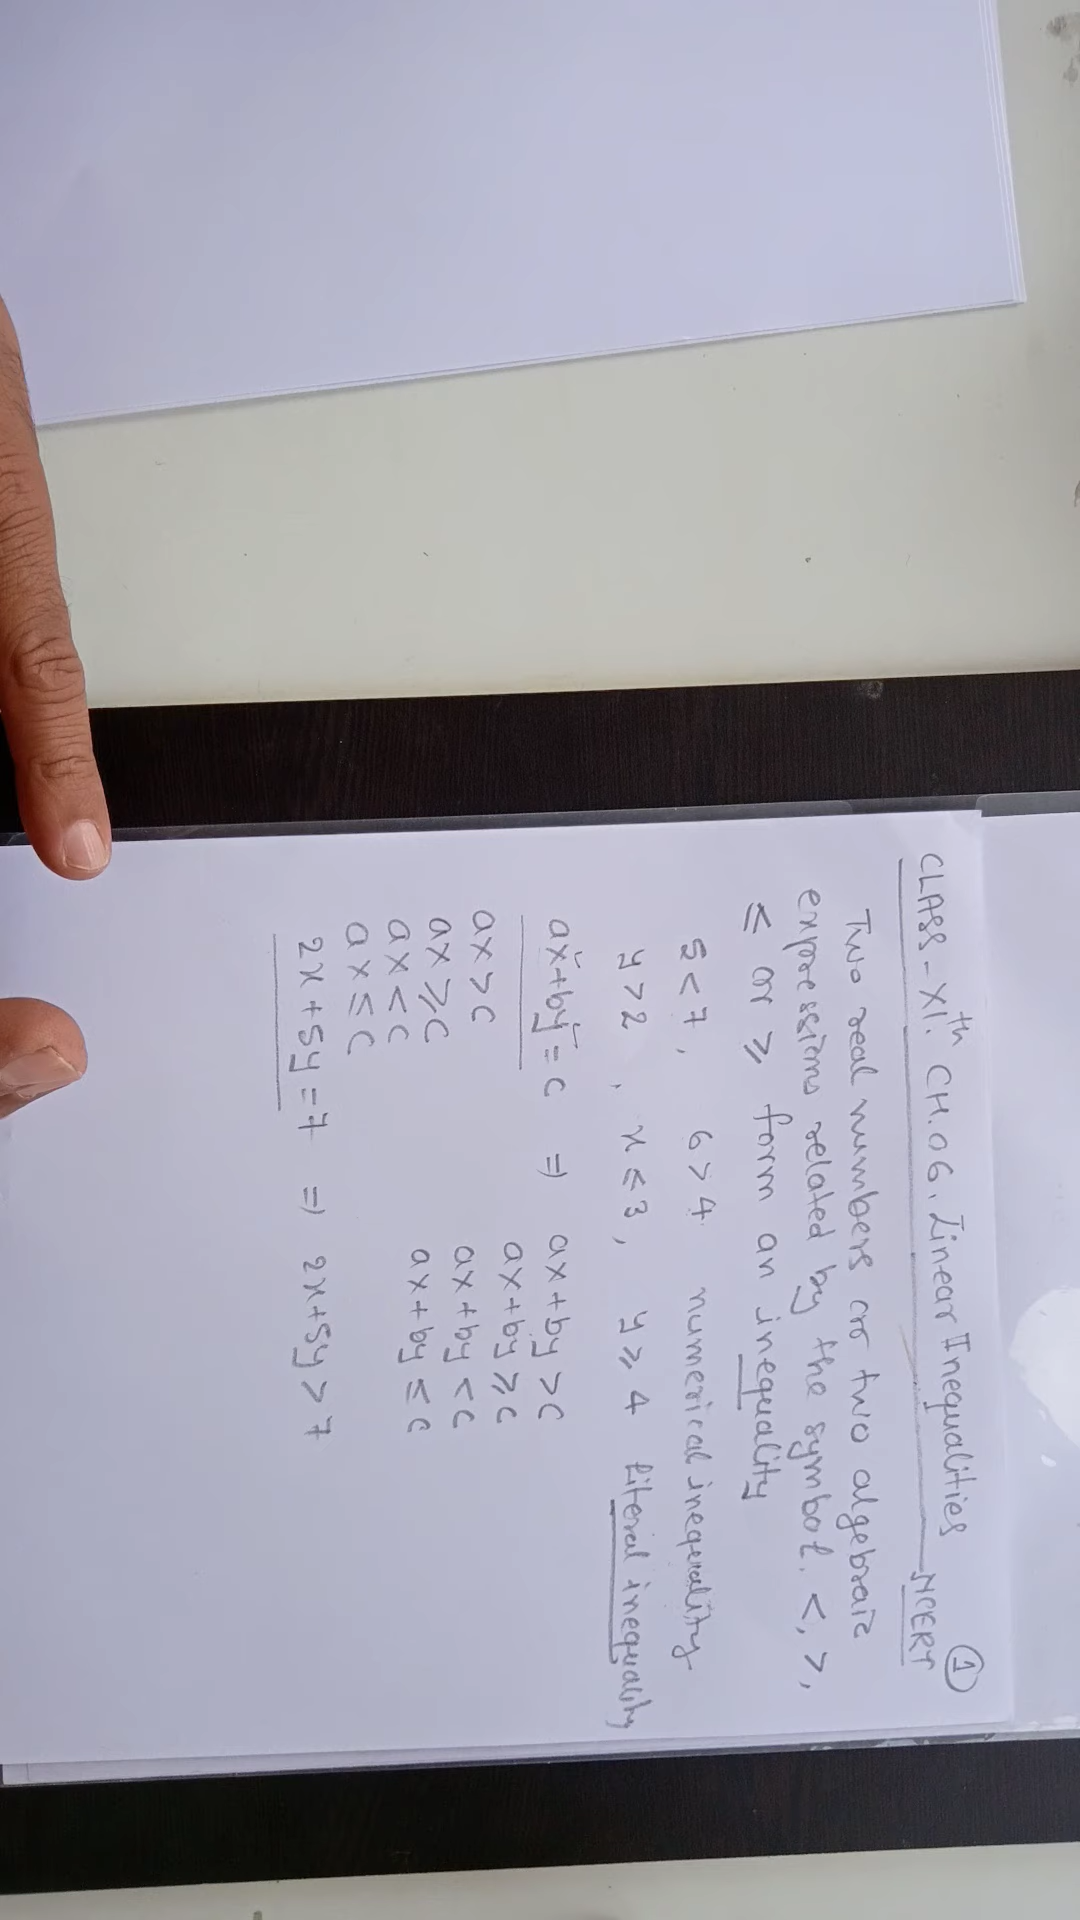 ①
CLASS - XI.th CH.06. Linear Inequalities NCERT
Two real numbers or two algebraic
expressions related by the symbol. <, >,
≤ or ≥ form an inequality
5 < 7, 6 > 4 numerical inequality
y > 2, x ≤ 3, y ≥ 4 literal inequality
ax + by = c ⇒ ax + by > c
ax > c ax + by ≥ c
ax ≥ c ax + by < c
ax < c ax + by ≤ c
ax ≤ c
2x + 5y = 7 ⇒ 2x + 5y > 7